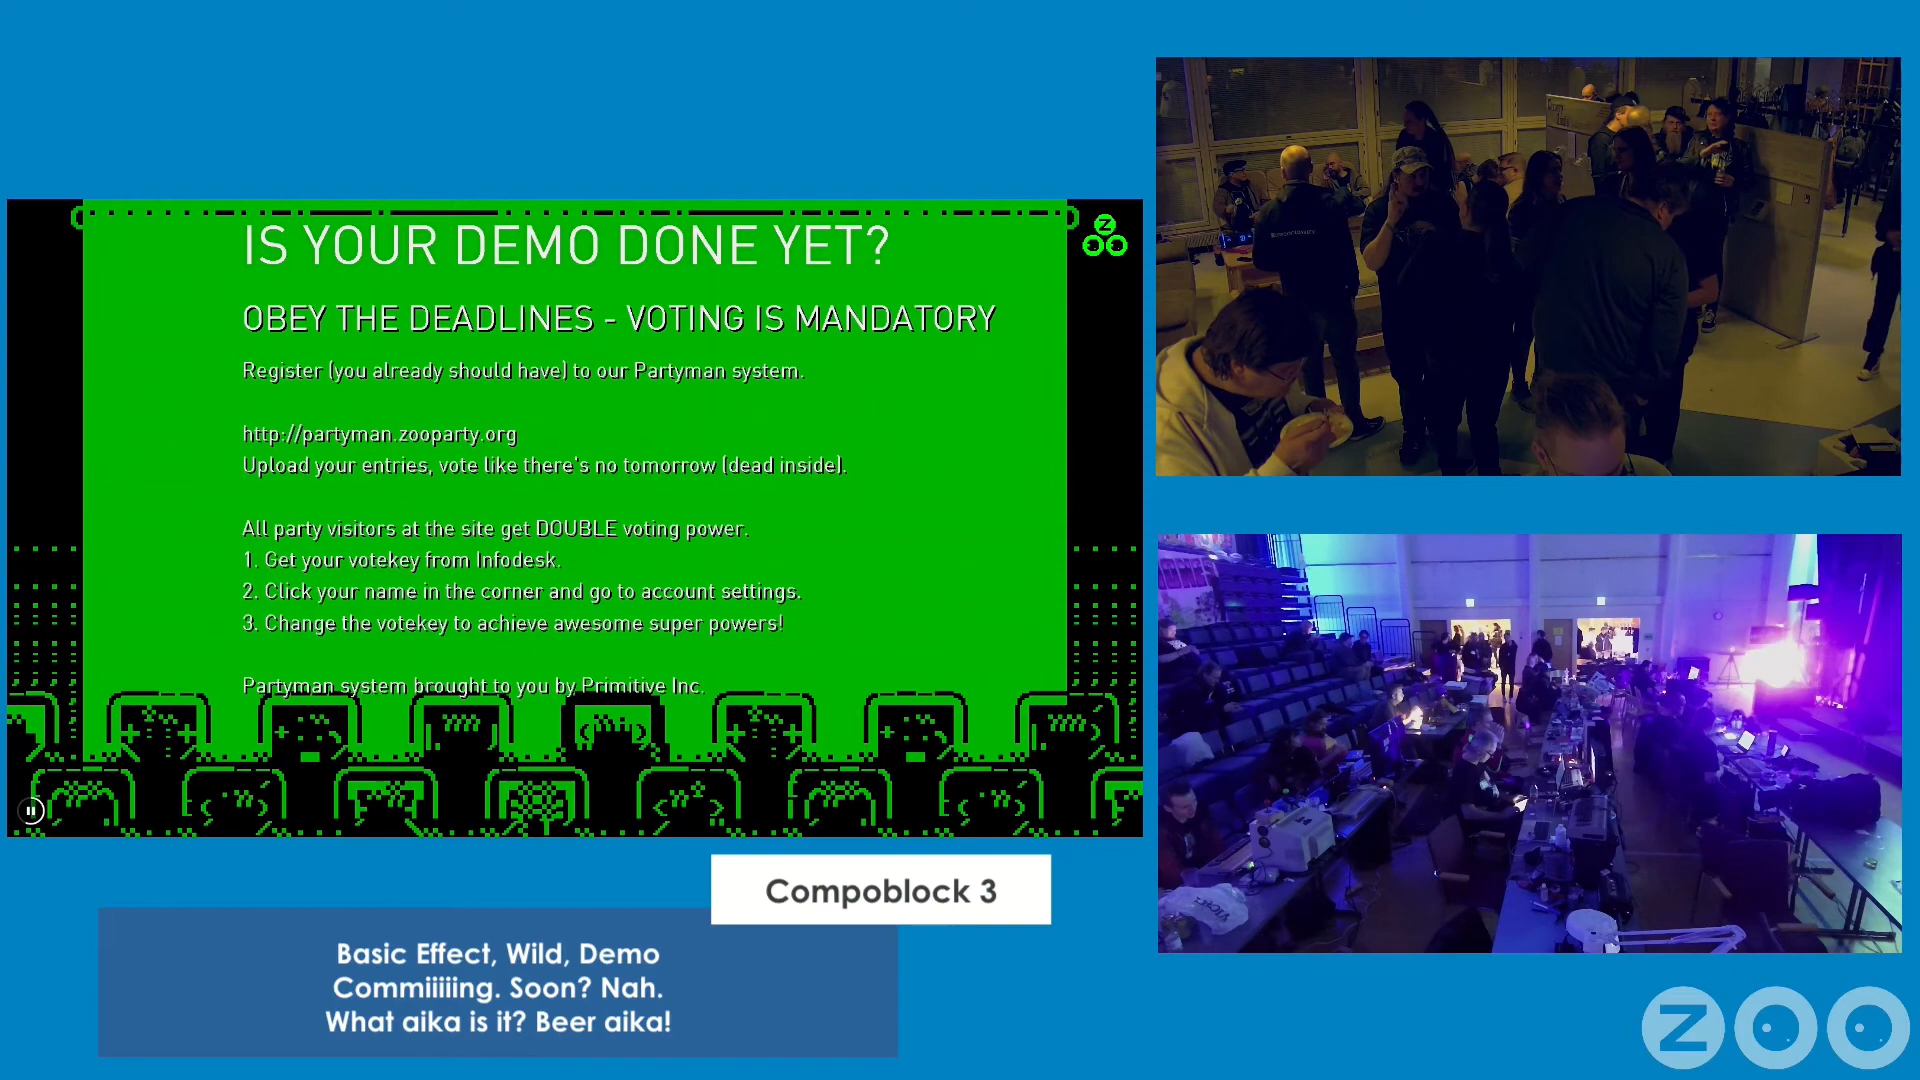 IS YOUR DEMO DONE YET?
OBEY THE DEADLINES - VOTING IS MANDATORY
Register (you already should have) to our Partyman system.
http://partyman.zooparty.org
Upload your entries, vote like there's no tomorrow (dead inside).
All party visitors at the site get DOUBLE voting power.
1. Get your votekey from Infodesk.
2. Click your name in the corner and go to account settings.
3. Change the votekey to achieve awesome super powers!
Partyman system brought to you by Primitive Inc.
ZOO
Compoblock 3
Basic Effect, Wild, Demo
Commiiiiing. Soon? Nah.
What aika is it? Beer aika!
ZOO